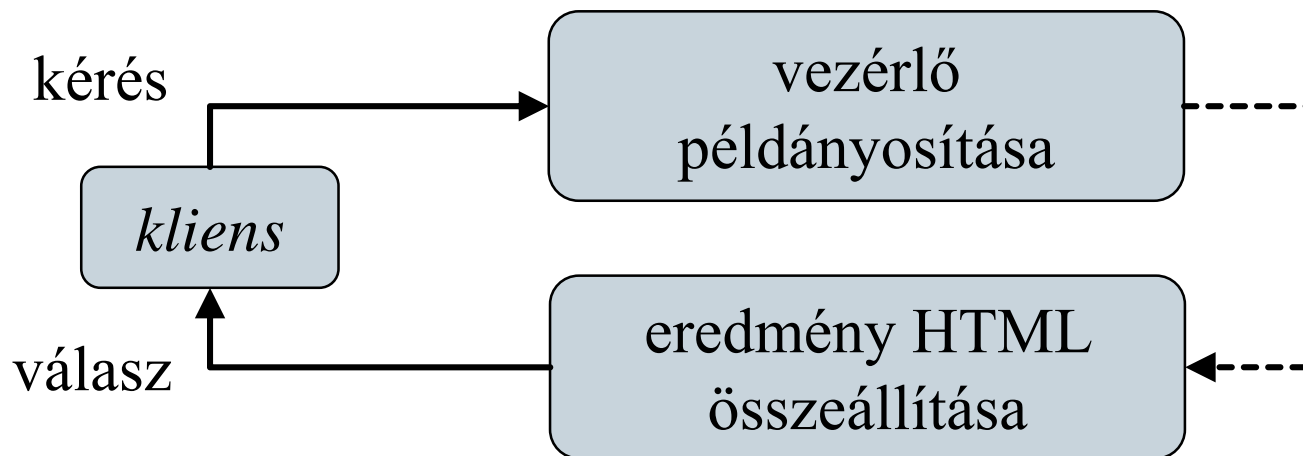 kérés
vezérlő
példányosítása
kliens
válasz
eredmény HTML
összeállítása